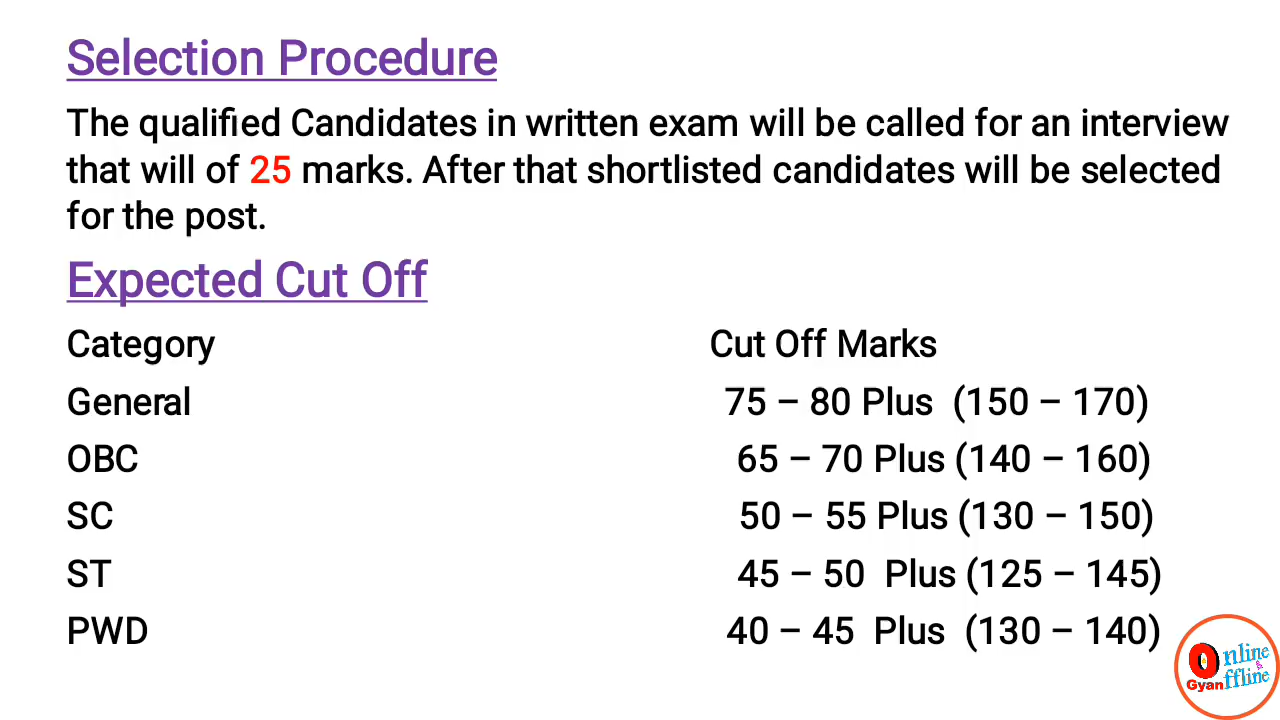 Selection Procedure
The qualified Candidates in written exam will be called for an interview
that will of 25 marks. After that shortlisted candidates will be selected
for the post.
Expected Cut Off
Category Cut Off Marks
General 75 – 80 Plus (150 – 170)
OBC 65 – 70 Plus (140 – 160)
SC 50 – 55 Plus (130 – 150)
ST 45 – 50 Plus (125 – 145)
PWD 40 – 45 Plus (130 – 140)
Online
& ffline
Gyan